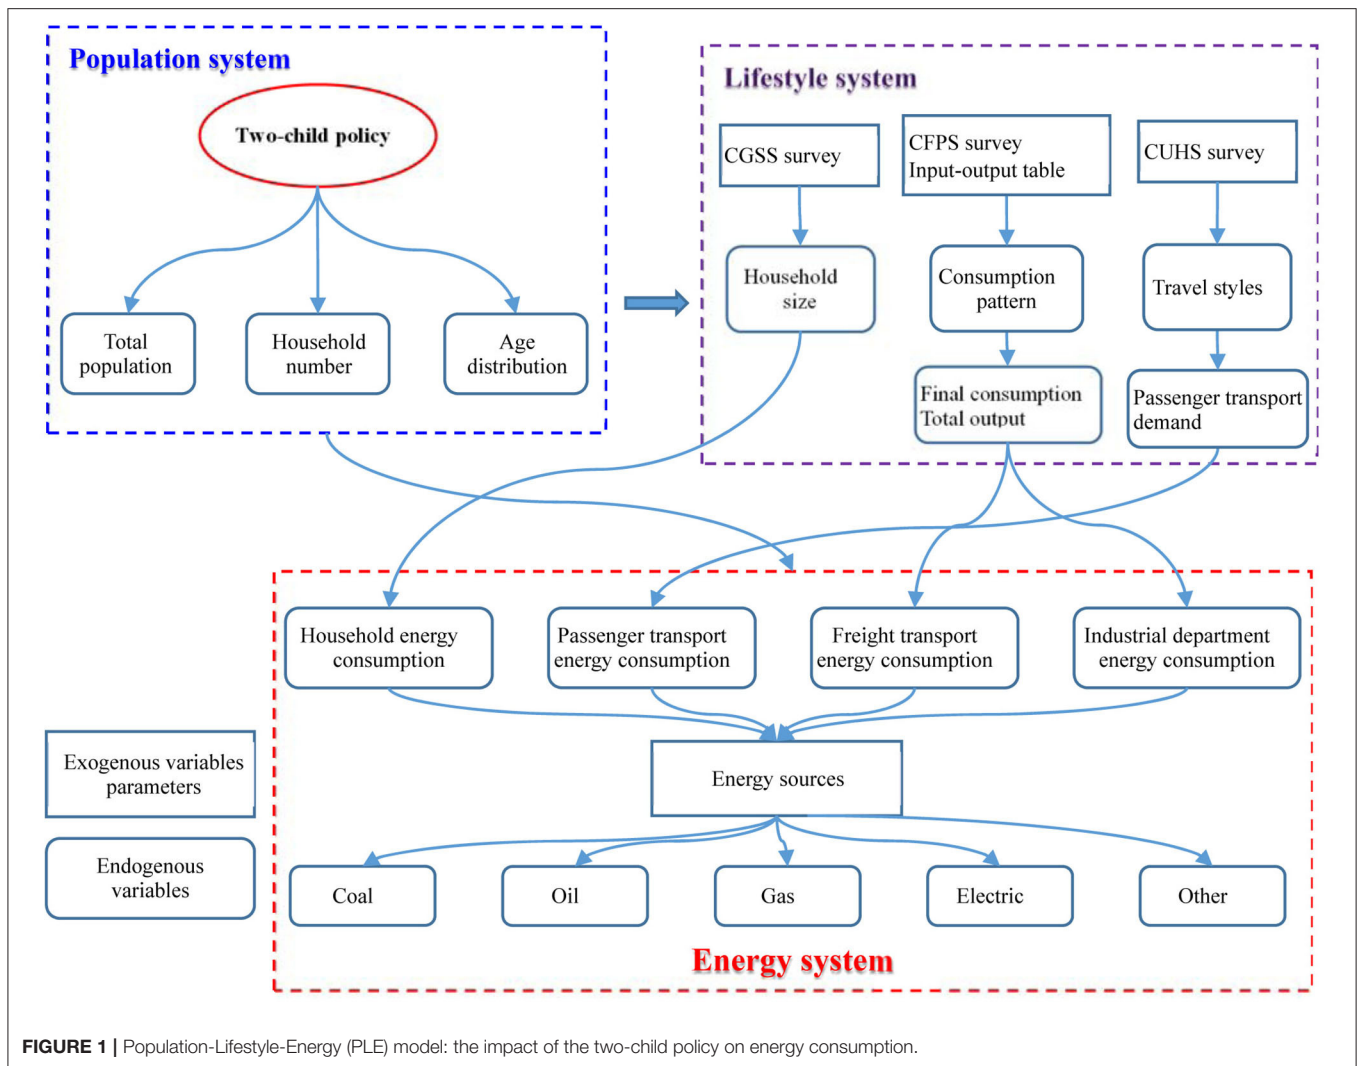 Population system
Two-child policy
Total
population
Household
number
Age
distribution
Lifestyle system
CGSS survey
CFPS survey
Input-output table
CUHS survey
Household
size
Consumption
pattern
Travel styles
Final consumption
Total output
Passenger transport
demand
Household energy
consumption
Passenger transport
energy consumption
Freight transport
energy consumption
Industrial department
energy consumption
Energy sources
Coal
Oil
Gas
Electric
Other
Energy system
Exogenous variables
parameters
Endogenous
variables
FIGURE 1 | Population-Lifestyle-Energy (PLE) model: the impact of the two-child policy on energy consumption.